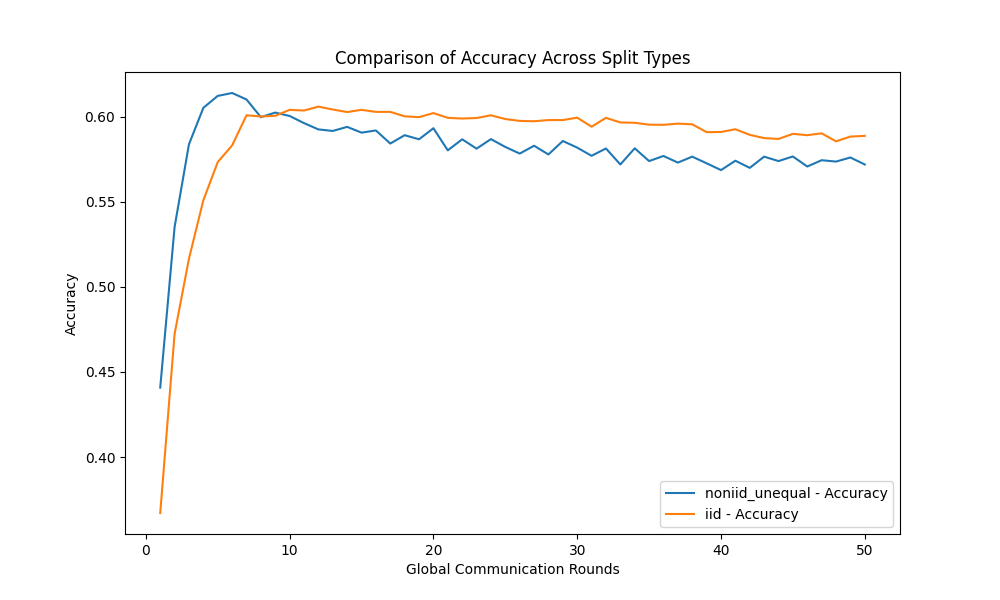 Comparison of Accuracy Across Split Types
Accuracy
0.60
0.55
0.50
0.45
0.40
noniid_unequal - Accuracy
iid - Accuracy
0
10
20
30
40
50
Global Communication Rounds